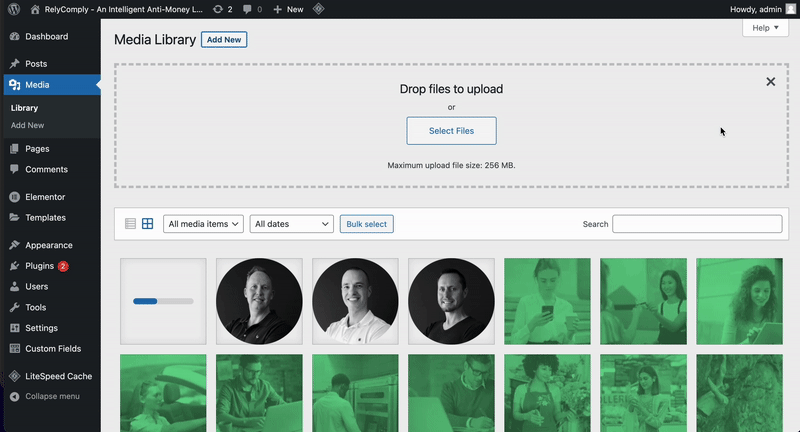 RelyComply - An Intelligent Anti-Money L...
2
0
New
Howdy, admin
Dashboard
Posts
Media
Library
Add New
Pages
Comments
Elementor
Templates
Appearance
Plugins 2
Users
Tools
Settings
Custom Fields
LiteSpeed Cache
Collapse menu
Help
Media Library
Add New
Drop files to upload
or
Select Files
Maximum upload file size: 256 MB.
All media items
All dates
Bulk select
Search